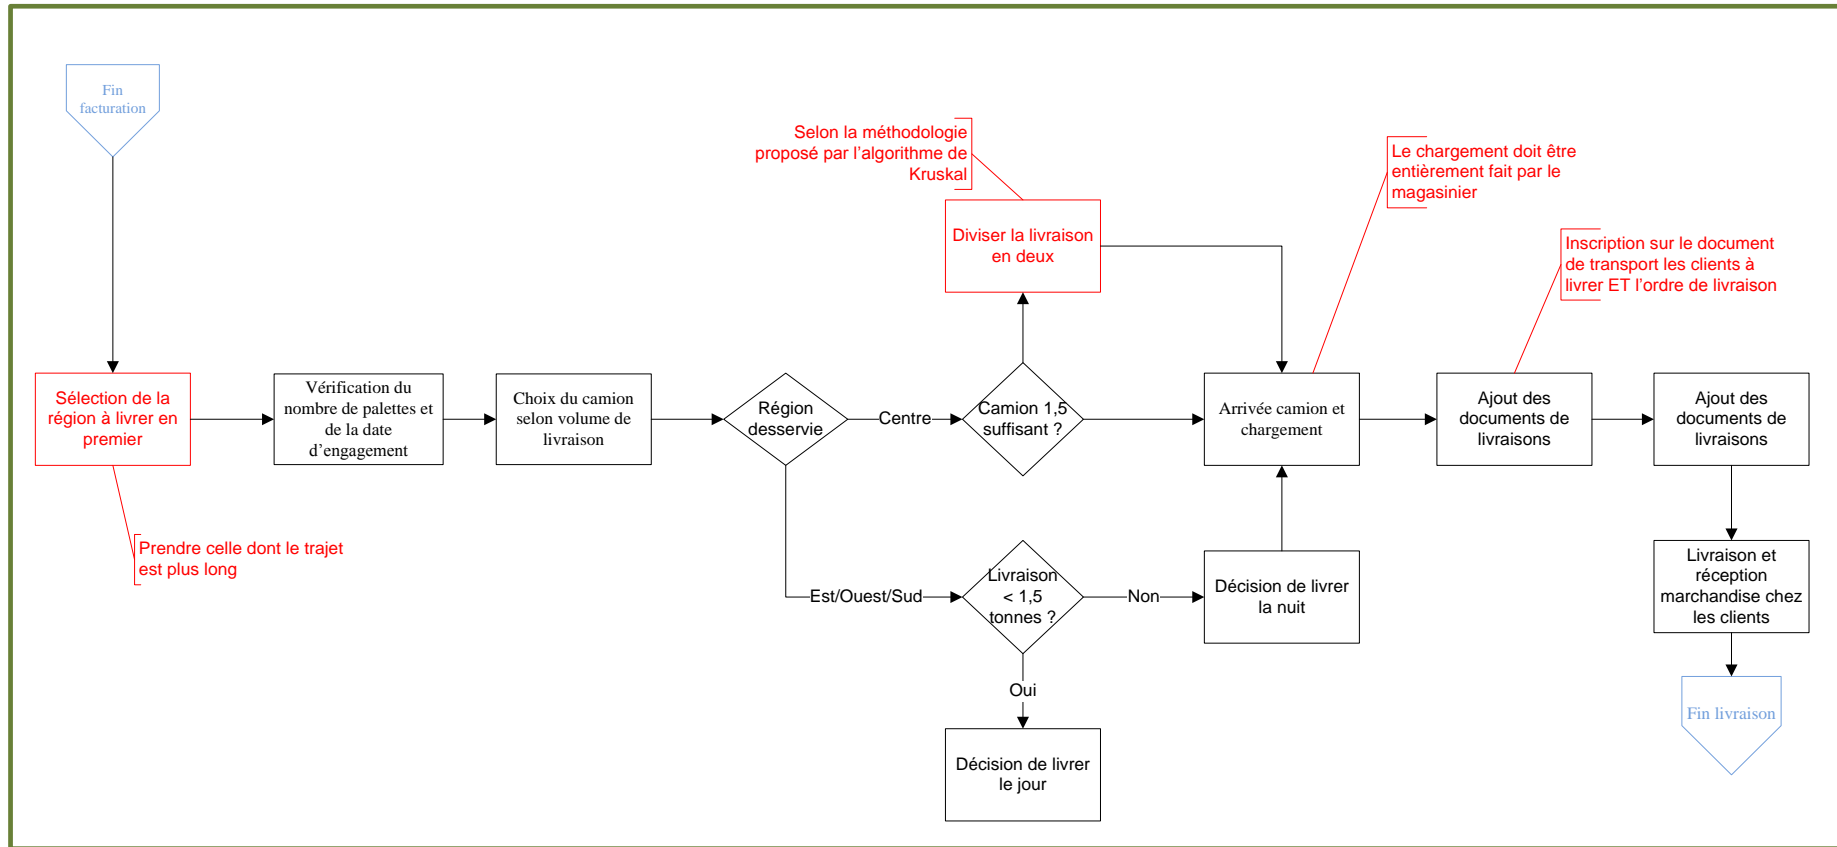 Fin
facturation
Selon la méthodologie
proposé par l'algorithme de
Kruskal
Le chargement doit être
entièrement fait par le
magasinier
Diviser la livraison
en deux
Inscription sur le document
de transport les clients à
livrer ET l'ordre de livraison
Sélection de la
région à livrer en
premier
Vérification du
nombre de palettes et
de la date
d'engagement
Choix du camion
selon volume de
livraison
Région
desservie
Centre
Camion 1,5
suffisant ?
Arrivée camion et
chargement
Ajout des
documents de
livraisons
Ajout des
documents de
livraisons
Prendre celle dont le trajet
est plus long
Est/Ouest/Sud
Livraison
< 1,5
tonnes ?
Non
Décision de livrer
la nuit
Livraison et
réception
marchandise chez
les clients
Oui
Fin livraison
Décision de livrer
le jour